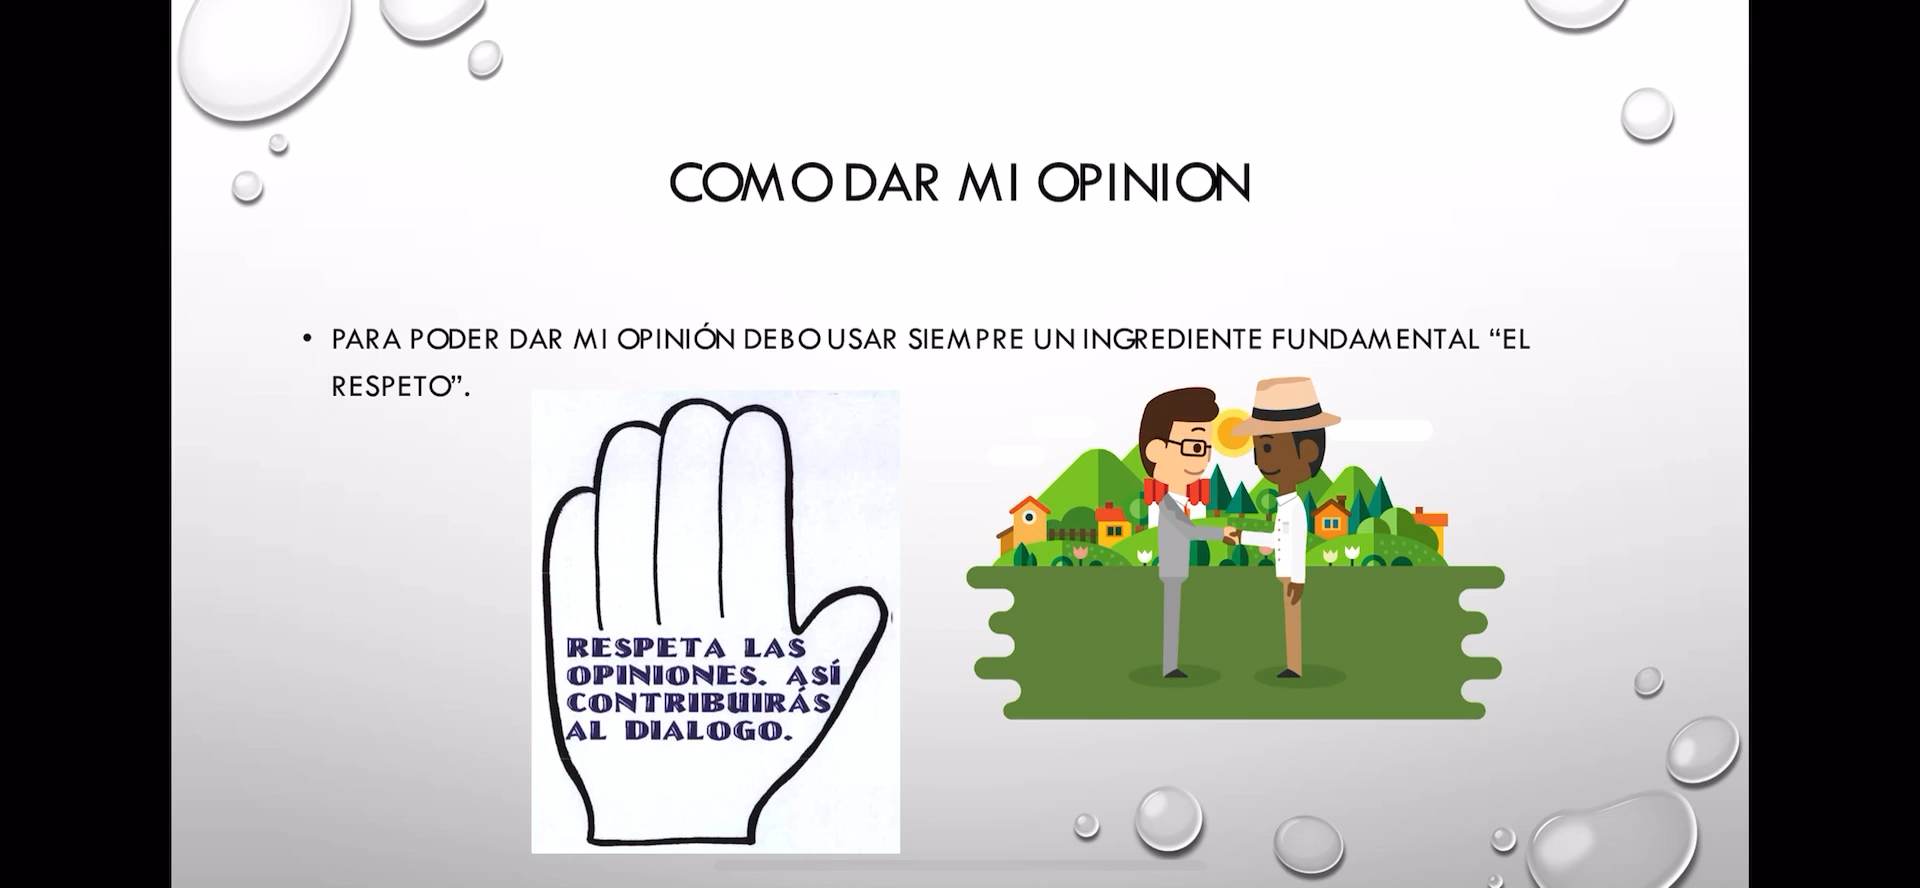 COMO DAR MI OPINION
• PARA PODER DAR MI OPINIÓN DEBO USAR SIEMPRE UN INGREDIENTE FUNDAMENTAL “EL
RESPETO”.
RESPETA LAS
OPINIONES. ASÍ
CONTRIBUIRÁS
AL DIALOGO.